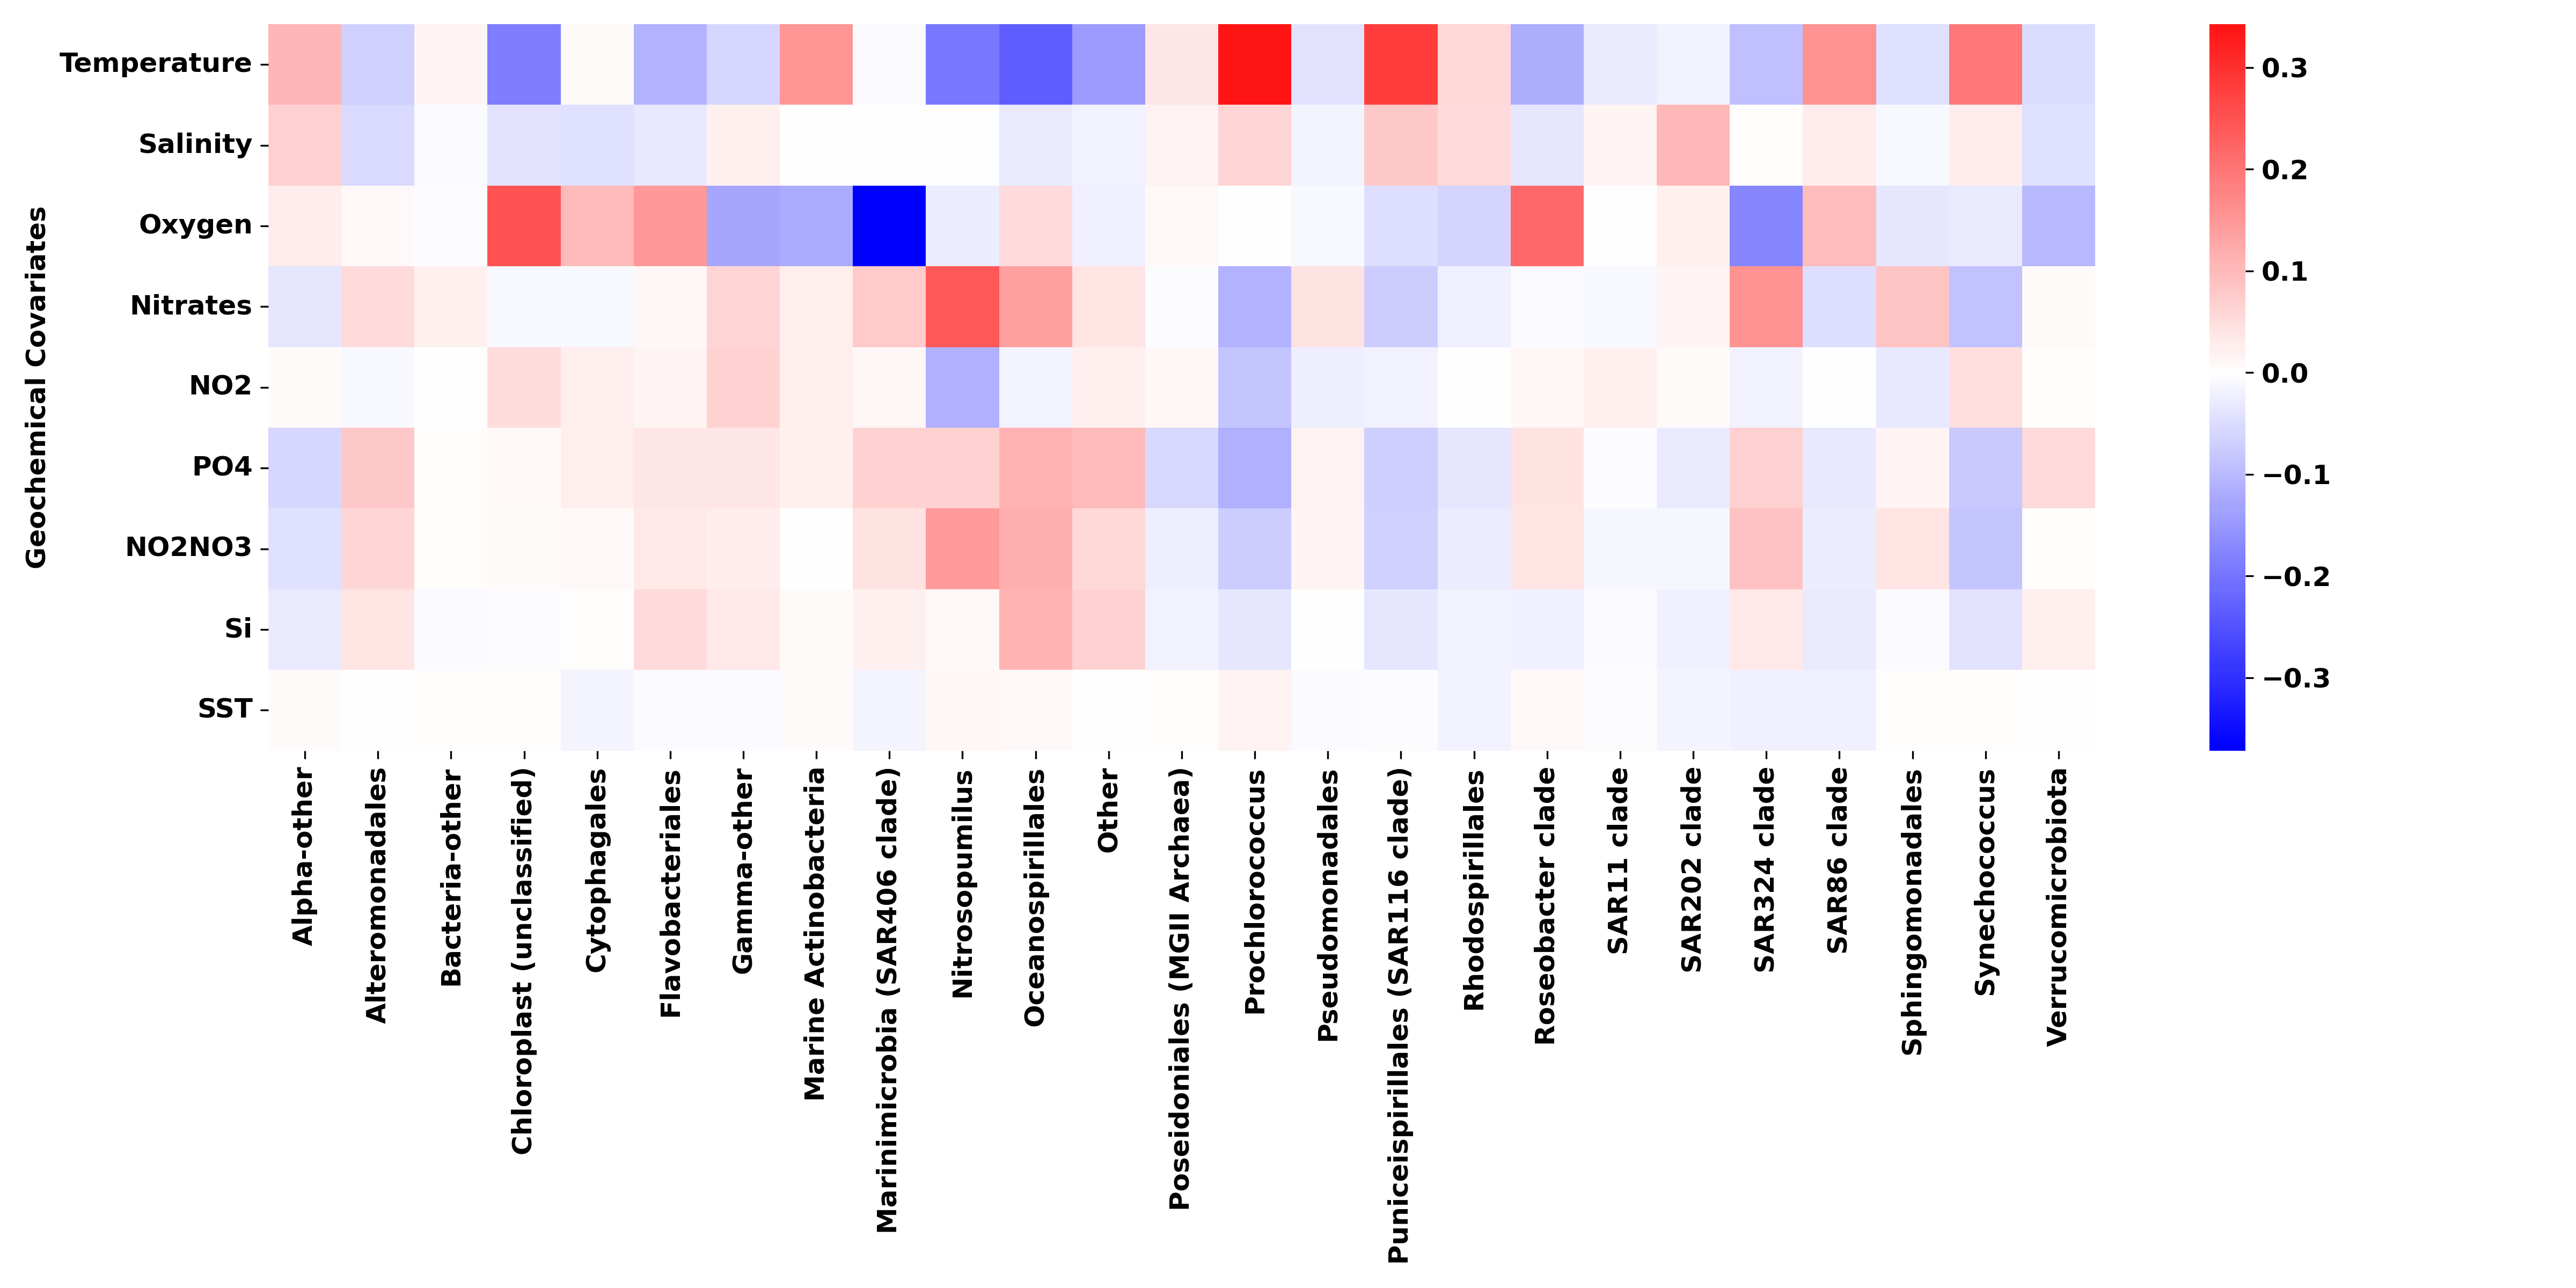 Geochemical Covariates
Temperature
Salinity
Oxygen
Nitrates
NO2
PO4
NO2NO3
Si
SST
Alpha-other
Alteromonadales
Bacteria-other
Chloroplast (unclassified)
Cytophagales
Flavobacteriales
Gamma-other
Marine Actinobacteria
Marinimicrobia (SAR406 clade)
Nitrosopumilus
Oceanospirillales
Other
Poseidoniales (MGII Archaea)
Prochlorococcus
Pseudomonadales
Puniceispirillales (SAR116 clade)
Rhodospirillales
Roseobacter clade
SAR11 clade
SAR202 clade
SAR324 clade
SAR86 clade
Sphingomonadales
Synechococcus
Verrucomicrobiota
0.3
0.2
0.1
0.0
−0.1
−0.2
−0.3